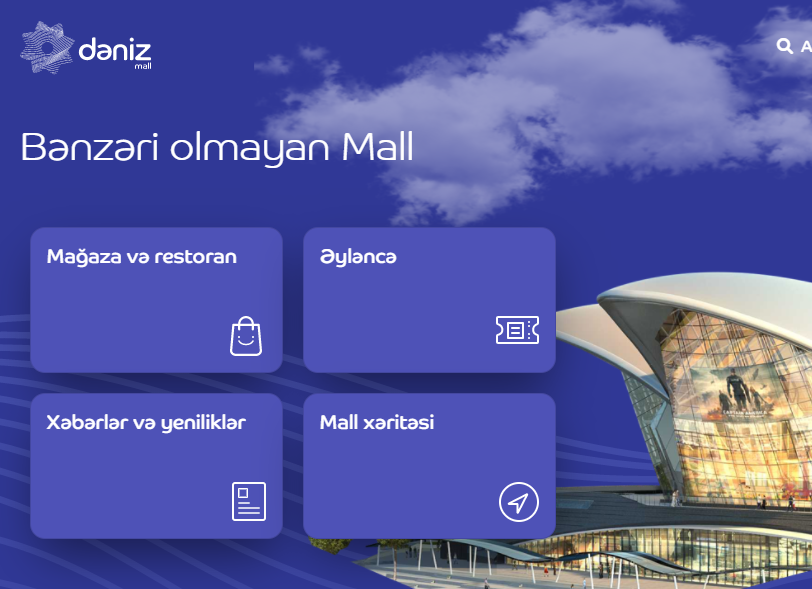 dəniz
mall
A
Bənzəri olmayan Mall
Mağaza və restoran
Əyləncə
Xəbərlər və yeniliklər
Mall xəritəsi